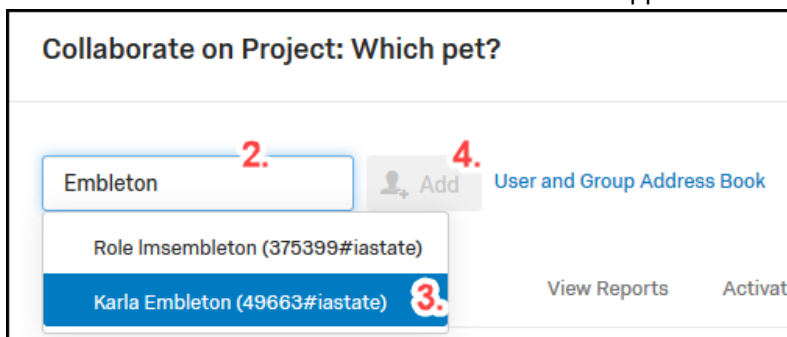 Collaborate on Project: Which pet?
2.
4.
Embleton
Add
User and Group Address Book
Role lmsembleton (375399#iastate)
Karla Embleton (49663#iastate)
3.
View Reports
Activat